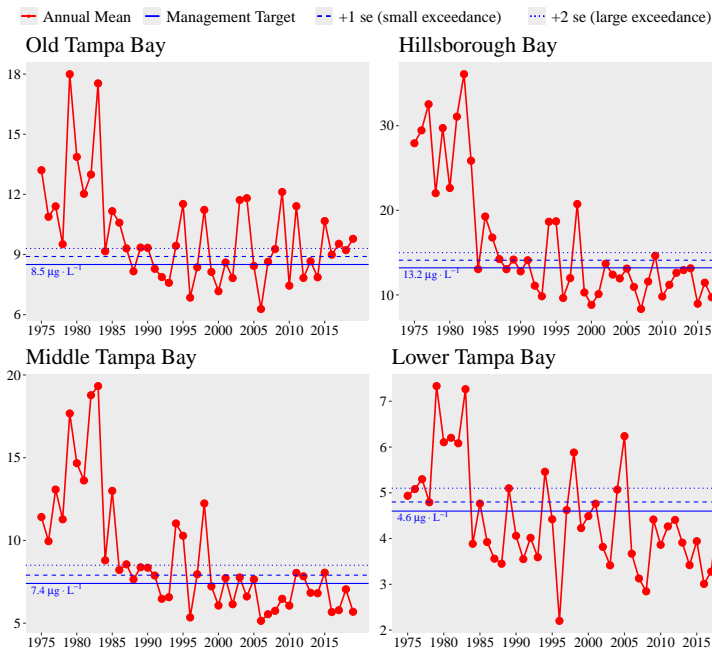 Annual Mean Management Target +1 se (small exceedance) +2 se (large exceedance)
Old Tampa Bay
18
15
12
9
6
8.5 μg · L⁻¹
1975 1980 1985 1990 1995 2000 2005 2010 2015
Hillsborough Bay
30
20
10
13.2 μg · L⁻¹
1975 1980 1985 1990 1995 2000 2005 2010 2015
Middle Tampa Bay
20
15
10
5
7.4 μg · L⁻¹
1975 1980 1985 1990 1995 2000 2005 2010 2015
Lower Tampa Bay
7
6
5
4
3
2
4.6 μg · L⁻¹
1975 1980 1985 1990 1995 2000 2005 2010 2015